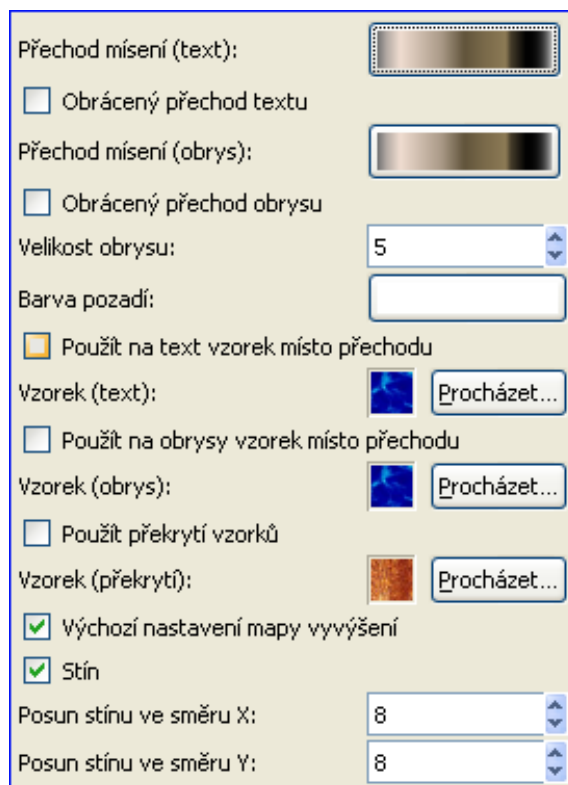 Přechod mísení (text):
Obrácený přechod textu
Přechod mísení (obrys):
Obrácený přechod obrysu
Velikost obrysu: 5
Barva pozadí:
Použít na text vzorek místo přechodu
Vzorek (text): Procházet...
Použít na obrysy vzorek místo přechodu
Vzorek (obrys): Procházet...
Použít překrytí vzorků
Vzorek (překrytí): Procházet...
Výchozí nastavení mapy vyvýšení
Stín
Posun stínu ve směru X: 8
Posun stínu ve směru Y: 8